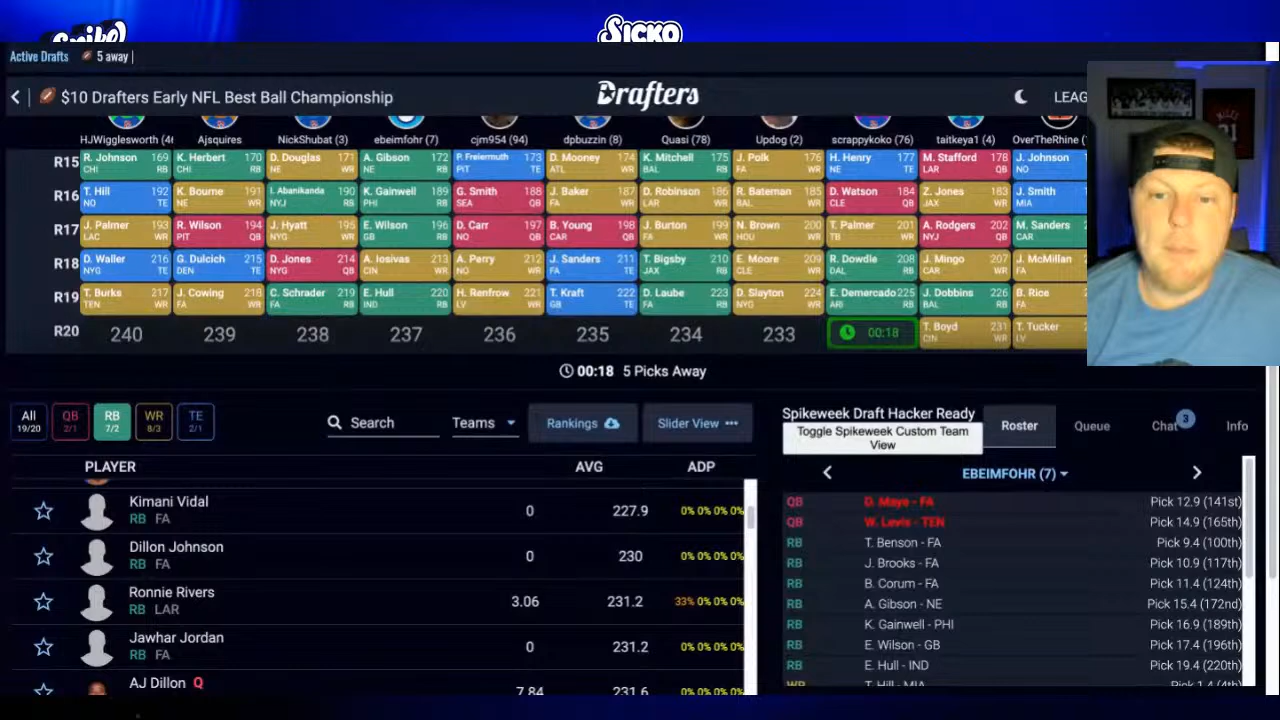 SICKO
Active Drafts 5 away
$10 Drafters Early NFL Best Ball Championship
Drafters
LEAG
HJWigglesworth (46 Ajsquires NickShubat (3) ebeimfohr (7) cjm954 (94) dpbuzzin (8) Quasi (78) Updog (2) scrappykoko (76) taitkeya1 (4) OverTheRhine (
R15 R. Johnson 169 K. Herbert 170 D. Douglas 171 A. Gibson 172 P. Freiermuth 173 D. Mooney 174 K. Mitchell 175 J. Polk 176 H. Henry 177 M. Stafford 178 J. Johnson
CHI RB CHI RB NE WR NE RB PIT TE ATL WR BAL RB FA WR NE TE LAR QB NO
R16 T. Hill 192 K. Bourne 191 I. Abanikanda 190 K. Gainwell 189 G. Smith 188 J. Baker 187 D. Robinson 186 R. Bateman 185 D. Watson 184 Z. Jones 183 J. Smith
NO TE NE WR NYJ RB PHI RB SEA QB FA WR LAR WR BAL WR CLE QB JAX WR MIA
R17 J. Palmer 193 R. Wilson 194 J. Hyatt 195 E. Wilson 196 D. Carr 197 B. Young 198 J. Burton 199 N. Brown 200 T. Palmer 201 A. Rodgers 202 M. Sanders
LAC WR PIT QB NYG WR GB RB NO QB CAR QB FA WR HOU WR TB WR NYJ QB CAR
R18 D. Waller 216 G. Dulcich 215 D. Jones 214 A. Iosivas 213 A. Perry 212 J. Sanders 211 T. Bigsby 210 E. Moore 209 R. Dowdle 208 J. Mingo 207 J. McMillan
NYG TE DEN TE NYG QB CIN WR NO WR FA TE JAX RB CLE WR DAL RB CAR WR FA
R19 T. Burks 217 J. Cowing 218 C. Schrader 219 E. Hull 220 H. Renfrow 221 T. Kraft 222 D. Laube 223 D. Slayton 224 E. Demercado 225 J. Dobbins 226 B. Rice
TEN WR FA WR FA RB IND RB LV WR GB TE FA RB NYG WR ARI RB BAL RB FA
R20 240 239 238 237 236 235 234 233 00:18 T. Boyd 231 T. Tucker
CIN WR LV
00:18 5 Picks Away
All QB RB WR TE
19/20 2/1 7/2 8/3 2/1
Search Teams Rankings Slider View •••
Spikeweek Draft Hacker Ready
Toggle Spikeweek Custom Team View
Roster Queue Chat 3 Info
PLAYER AVG ADP
EBEIMFOHR (7)
Kimani Vidal 0 227.9 0% 0% 0% 0%
RB FA
Dillon Johnson 0 230 0% 0% 0% 0%
RB FA
Ronnie Rivers 3.06 231.2 33% 0% 0% 0%
RB LAR
Jawhar Jordan 0 231.2 0% 0% 0% 0%
RB FA
AJ Dillon Q 7.84 231.6 0% 0% 0% 0%
QB D. Maye - FA Pick 12.9 (141st)
QB W. Levis - TEN Pick 14.9 (165th)
RB T. Benson - FA Pick 9.4 (100th)
RB J. Brooks - FA Pick 10.9 (117th)
RB B. Corum - FA Pick 11.4 (124th)
RB A. Gibson - NE Pick 15.4 (172nd)
RB K. Gainwell - PHI Pick 16.9 (189th)
RB E. Wilson - GB Pick 17.4 (196th)
RB E. Hull - IND Pick 19.4 (220th)
WR T. Hill - MIA Pick 1.4 (4th)